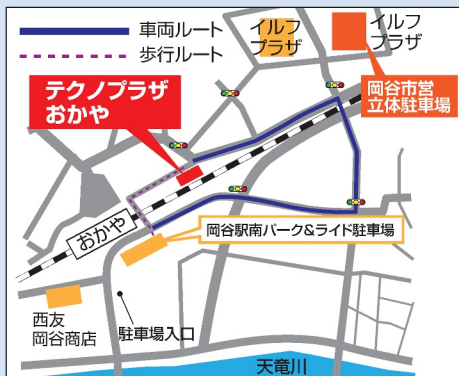 車両ルート
歩行ルート
イルフ
プラザ
イルフ
プラザ
岡谷市営
立体駐車場
テクノプラザ
おかや
おかや
岡谷駅南パーク&ライド駐車場
西友
岡谷商店
駐車場入口
天竜川